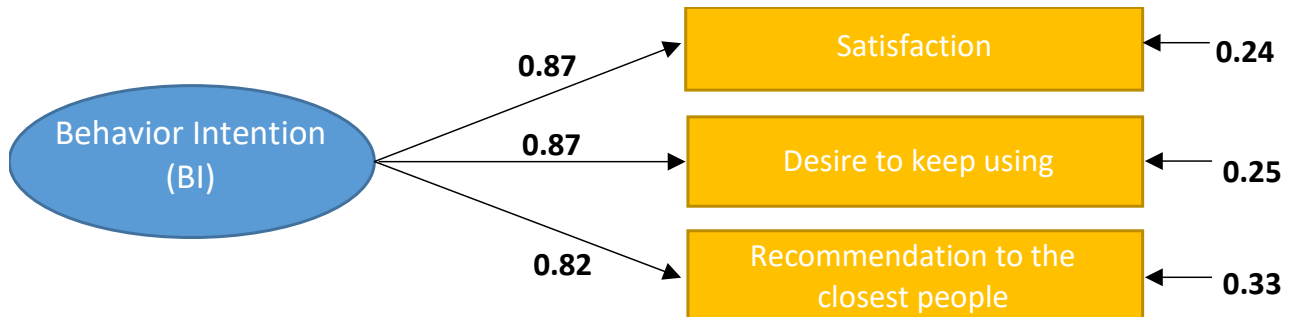 Satisfaction
0.24
0.87
Behavior Intention
(BI)
0.87
Desire to keep using
0.25
0.82
Recommendation to the
closest people
0.33